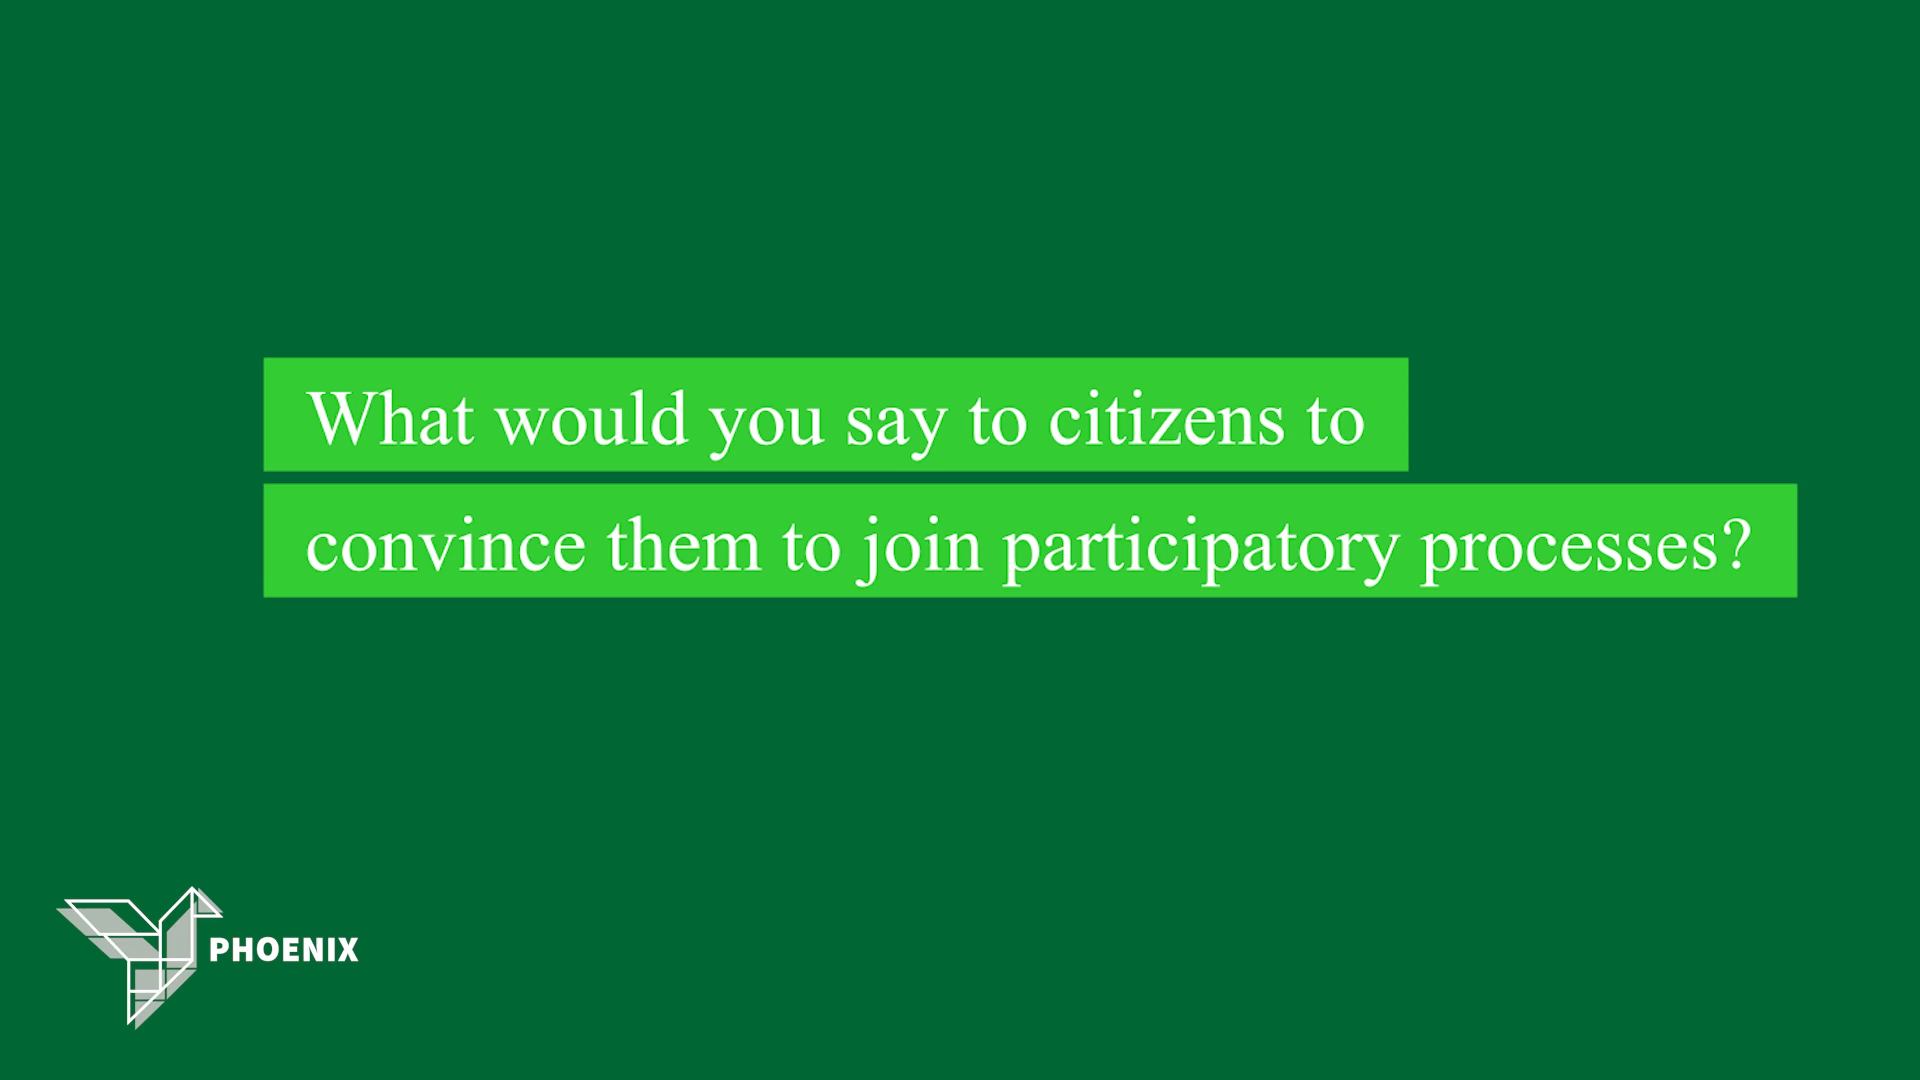 What would you say to citizens to
convince them to join participatory processes?
PHOENIX